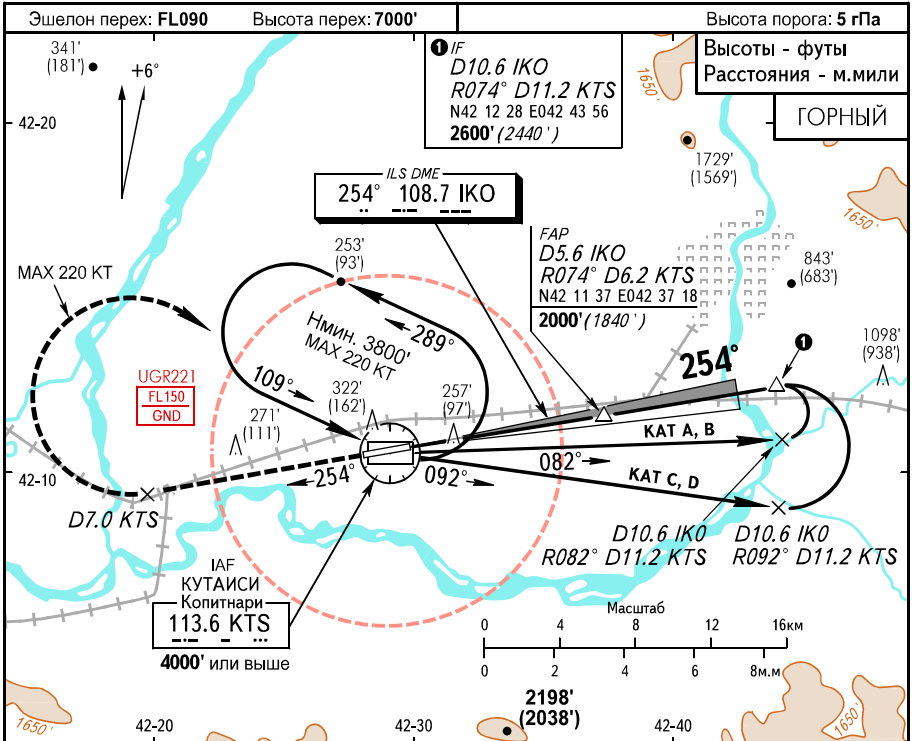 Эшелон перех: FL090
Высота перех: 7000'
Высота порога: 5 гПа
341'
(181')
+6°
❶ IF
D10.6 IKO
R074° D11.2 KTS
N42 12 28 E042 43 56
2600' (2440')
1650'
Высоты - футы
Расстояния - м.мили
ГОРНЫЙ
42-20
1729'
(1569')
ILS DME
254° 108.7 IKO
1650'
FAP
D5.6 IKO
R074° D6.2 KTS
N42 11 37 E042 37 18
2000' (1840')
253'
(93')
843'
(683')
MAX 220 KT
Hмин. 3800'
MAX 220 KT
289°
109°
254°
❶
1098'
(938')
UGR221
FL150
GND
322'
(162')
257'
(97')
271'
(111')
КАТ А, В
082°
КАТ C, D
254°
092°
42-10
D7.0 KTS
D10.6 IKO
R082° D11.2 KTS
D10.6 IKO
R092° D11.2 KTS
IAF
КУТАИСИ
Копитнари
113.6 KTS
4000' или выше
Масштаб
0 4 8 12 16км
0 2 4 6 8м.м
2198'
(2038')
1650'
1650'
42-20
42-30
42-40